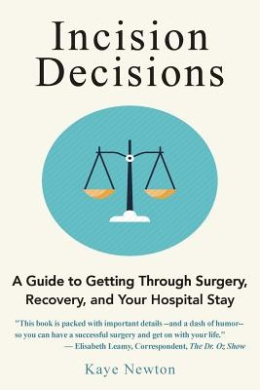 Incision
Decisions
A Guide to Getting Through Surgery,
Recovery, and Your Hospital Stay
"This book is packed with important details –and a dash of humor–
so you can have a successful surgery and get on with your life."
— Elisabeth Leamy, Correspondent, The Dr. Oz Show
Kaye Newton